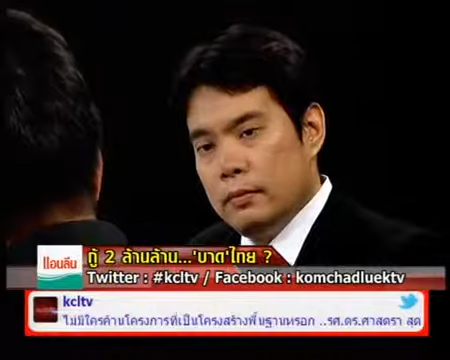 แอนลีน
กู้ 2 ล้านล้าน...'บาด'ไทย ?
Twitter : #kcltv / Facebook : komchadluektv
kcltv
ไม่มีใครค้านโครงการที่เป็นโครงสร้างพื้นฐานหรอก ..รศ.ดร.ศาสตรา สุด